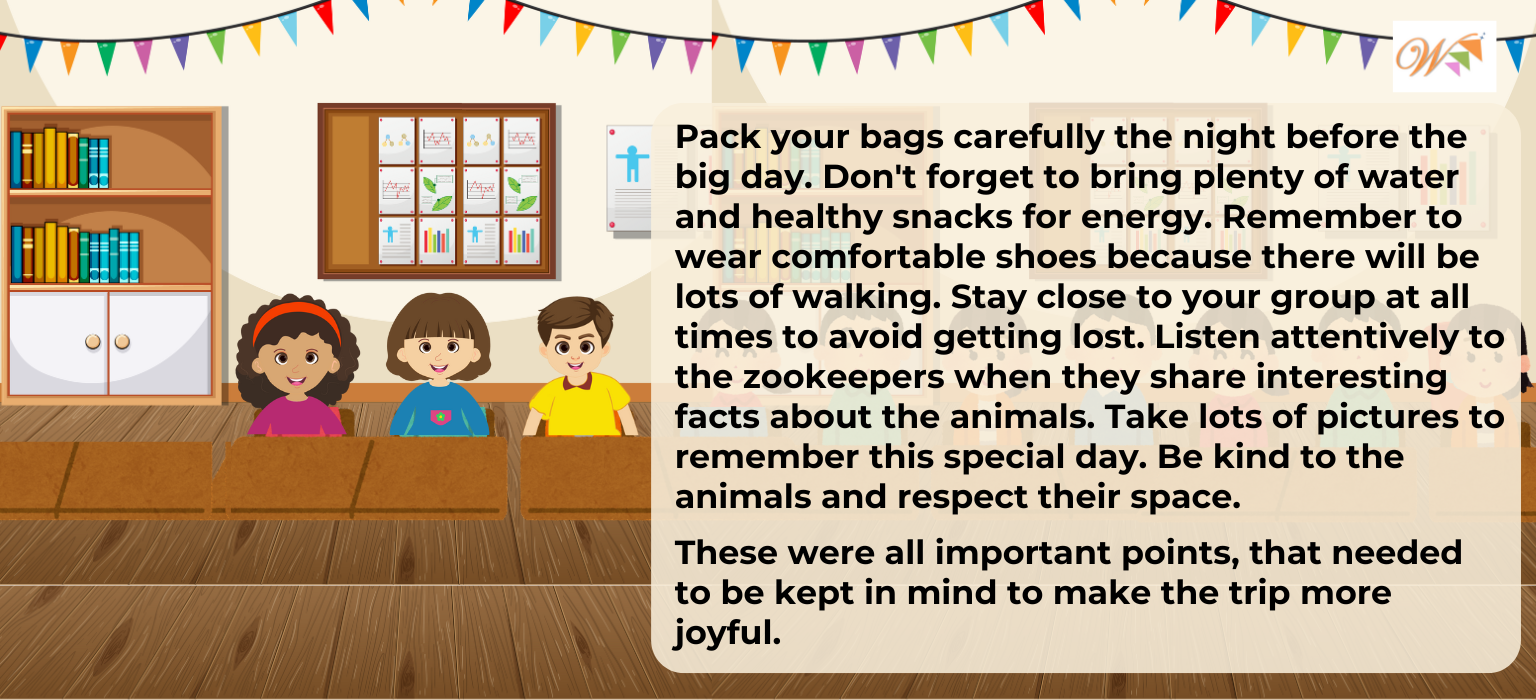 W
Pack your bags carefully the night before the
big day. Don't forget to bring plenty of water
and healthy snacks for energy. Remember to
wear comfortable shoes because there will be
lots of walking. Stay close to your group at all
times to avoid getting lost. Listen attentively to
the zookeepers when they share interesting
facts about the animals. Take lots of pictures to
remember this special day. Be kind to the
animals and respect their space.
These were all important points, that needed
to be kept in mind to make the trip more
joyful.